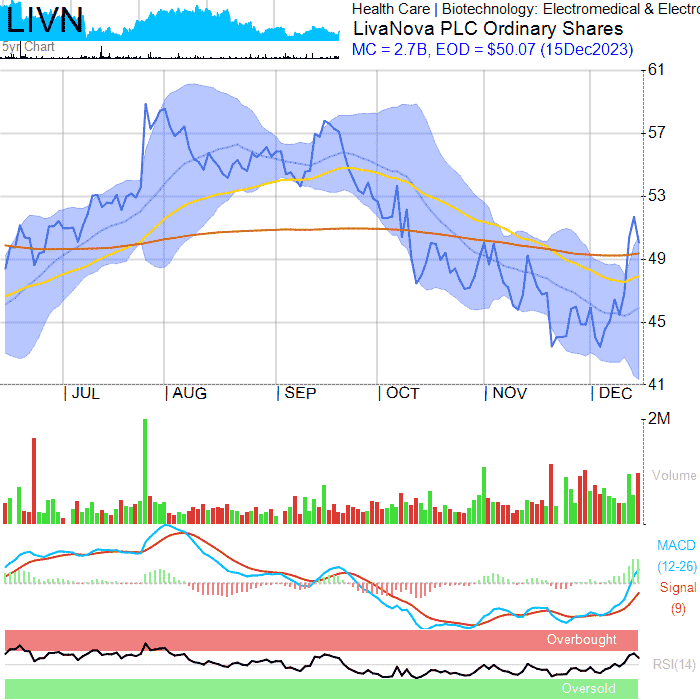 LIVN
5yr Chart
Health Care | Biotechnology: Electromedical & Electro
LivaNova PLC Ordinary Shares
MC = 2.7B, EOD = $50.07 (15Dec2023)
61
57
53
49
45
41
| JUL | AUG | SEP | OCT | NOV | DEC
2M
Volume
MACD
(12-26)
Signal
(9)
Overbought
RSI(14)
Oversold